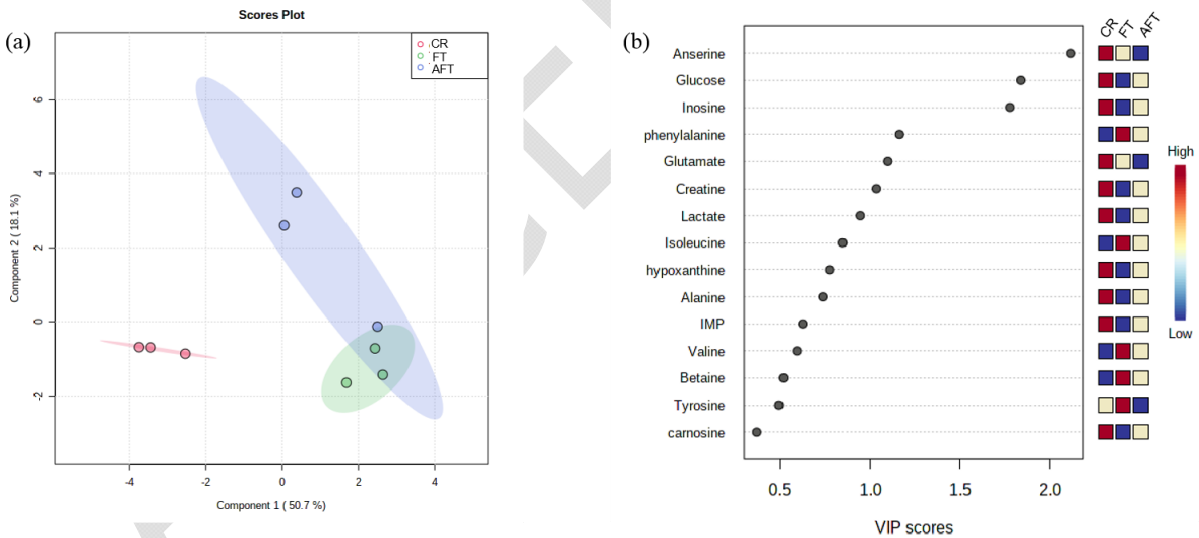 (a)
Scores Plot
CR
FT
AFT
6
4
2
0
-2
Component 2 ( 18.1 %)
-4
-2
0
2
4
Component 1 ( 50.7 %)
(b)
CR
FT
AFT
Anserine
Glucose
Inosine
phenylalanine
Glutamate
Creatine
Lactate
Isoleucine
hypoxanthine
Alanine
IMP
Valine
Betaine
Tyrosine
carnosine
0.5
1.0
1.5
2.0
VIP scores
High
Low